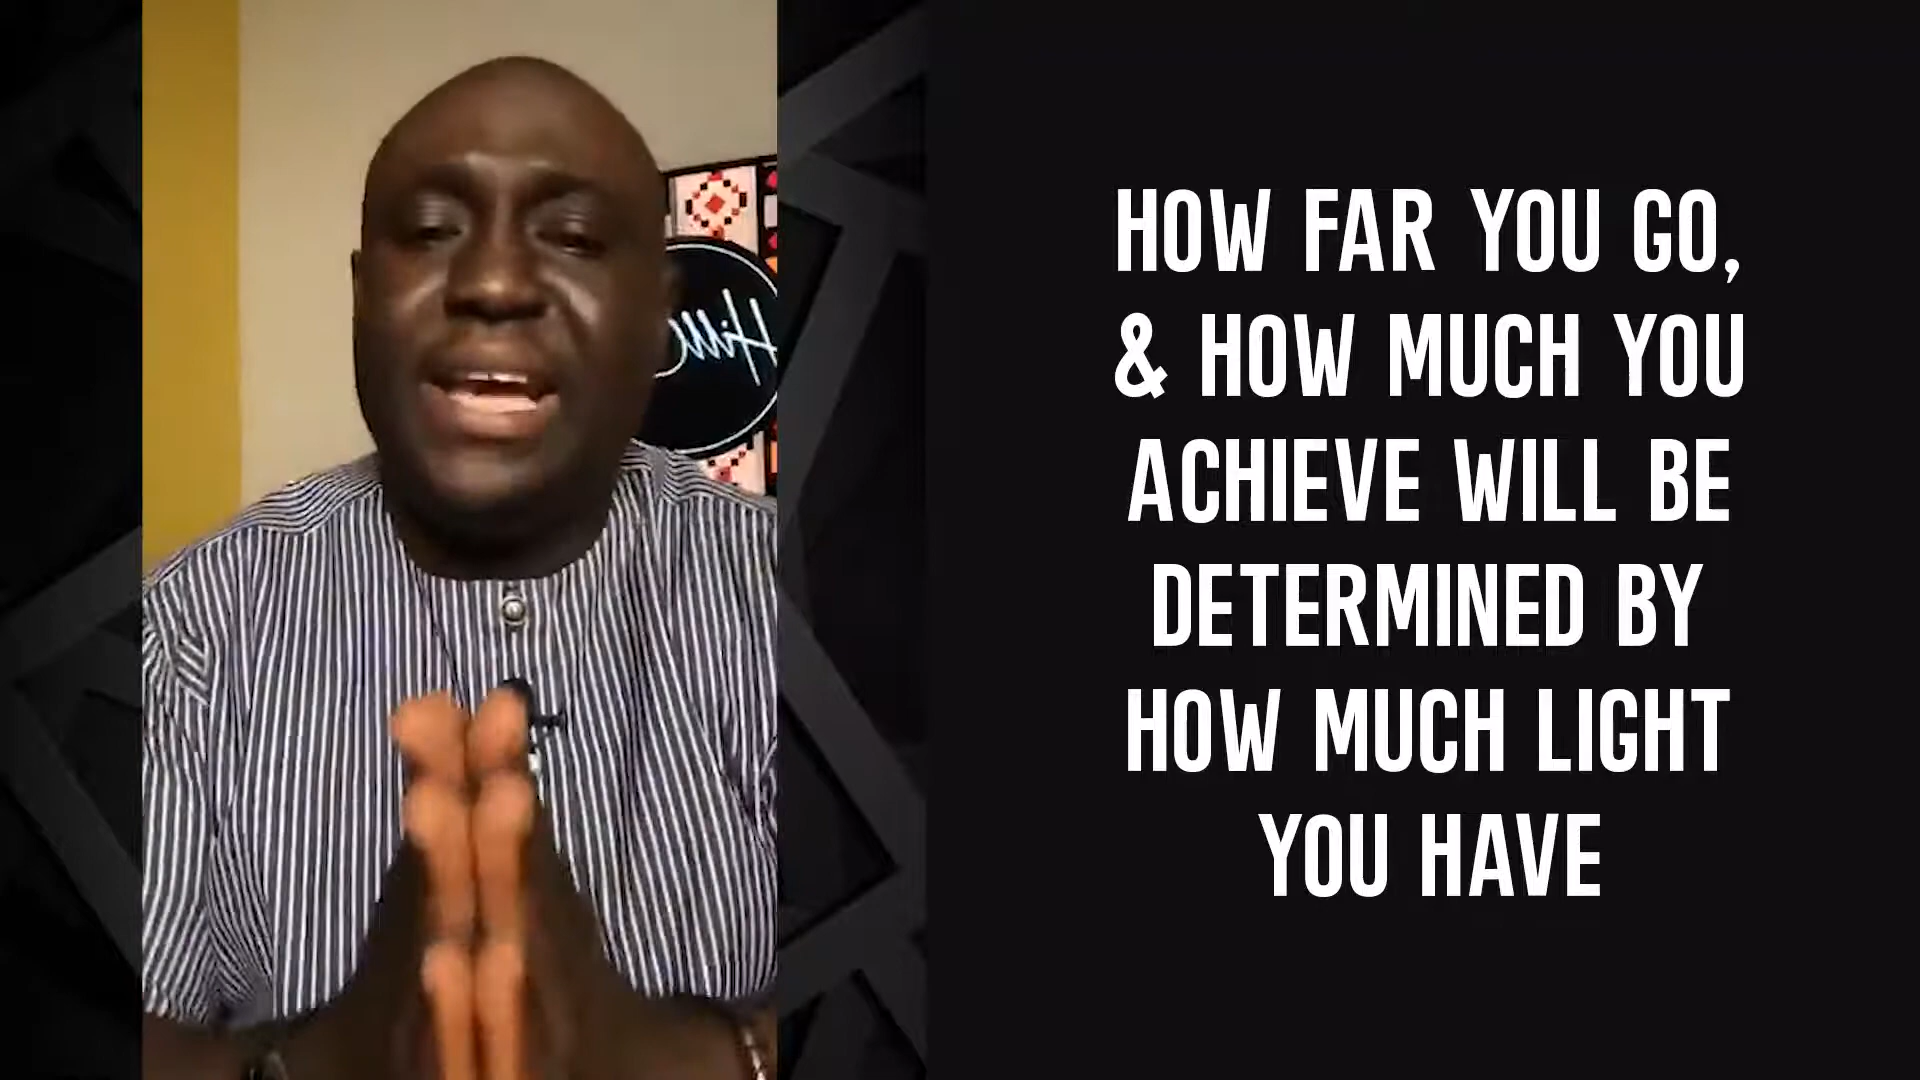 HOW FAR YOU GO,
& HOW MUCH YOU
ACHIEVE WILL BE
DETERMINED BY
HOW MUCH LIGHT
YOU HAVE